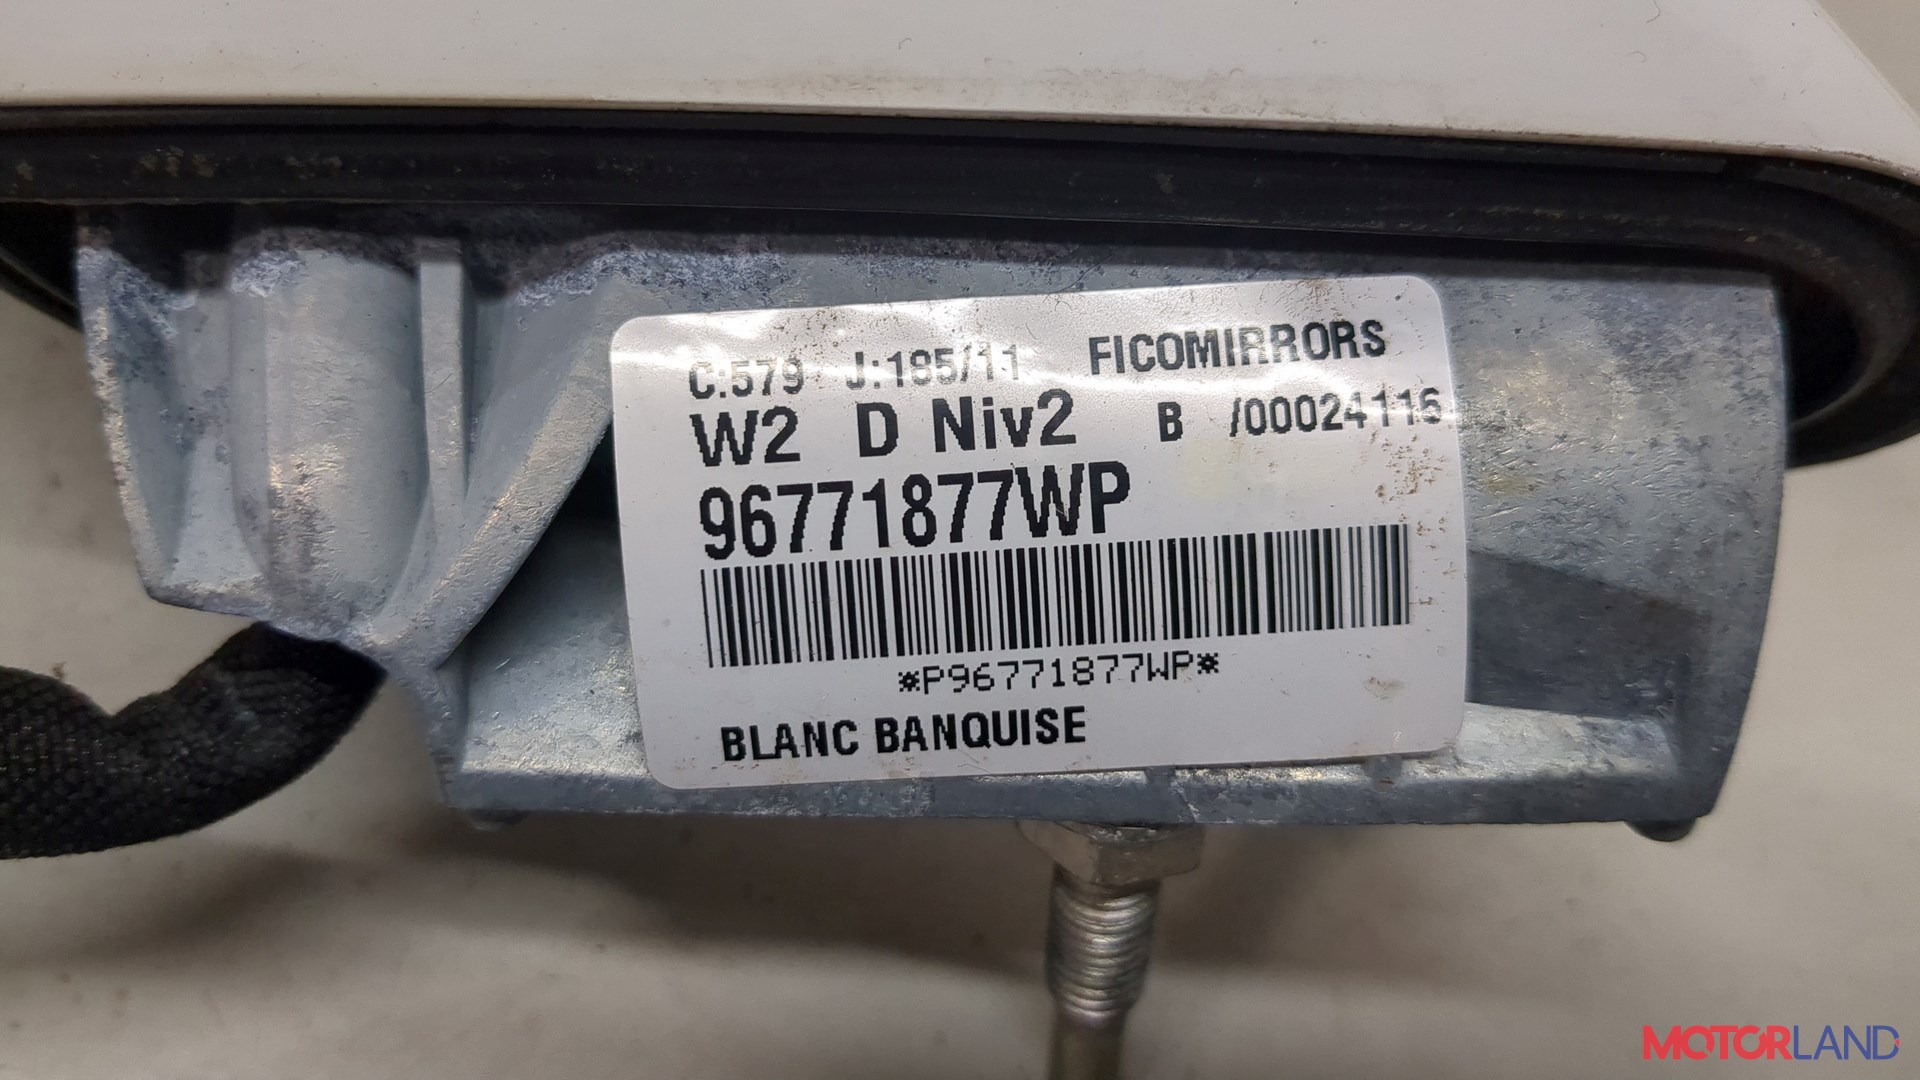 C:579 J:185/11 FICOMIRRORS
W2 D Niv2 B /00024116
96771877WP
*P96771877WP*
BLANC BANQUISE
MOTORLAND